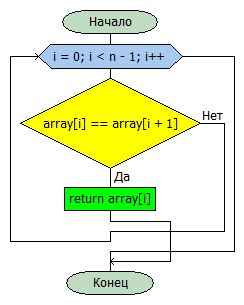 Начало
i = 0; i < n - 1; i++
array[i] == array[i + 1]
Нет
Да
return array[i]
Конец